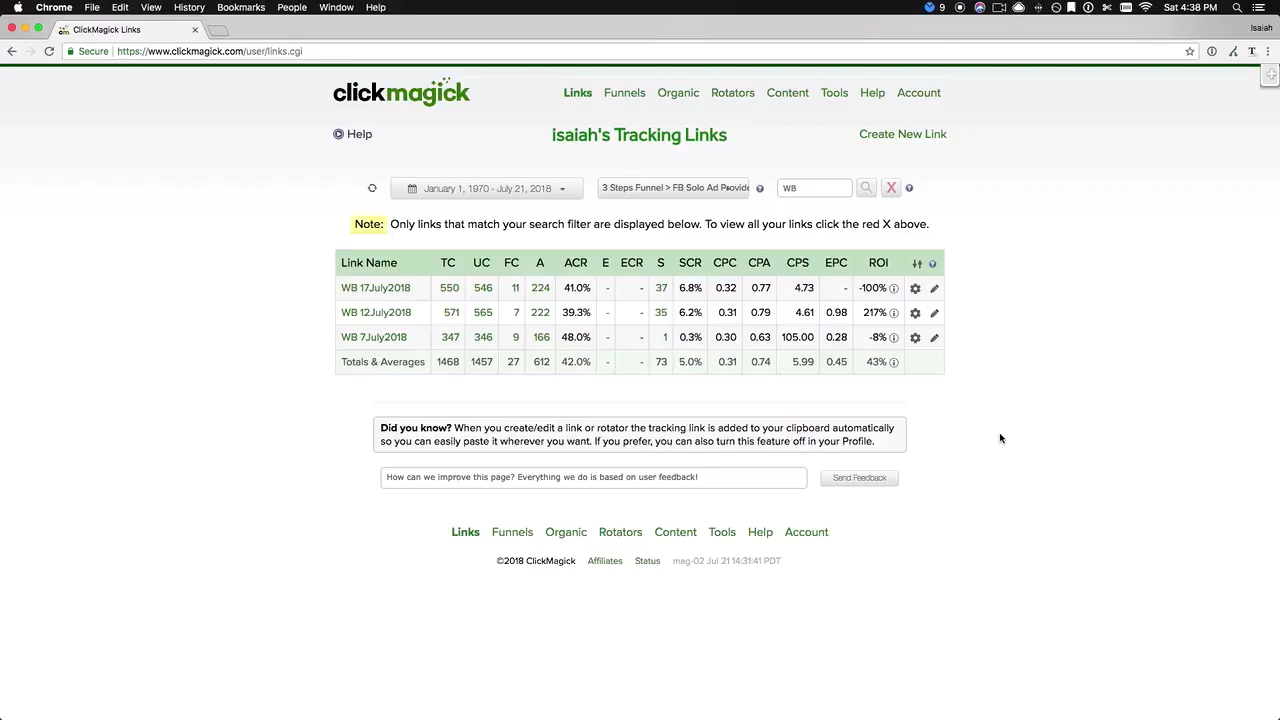 Chrome File Edit View History Bookmarks People Window Help 9 Sat 4:38 PM
ClickMagick Links Isaiah
Secure https://www.clickmagick.com/user/links.cgi
clickmagick Links Funnels Organic Rotators Content Tools Help Account
Help isaiah's Tracking Links Create New Link
January 1, 1970 - July 21, 2018 3 Steps Funnel > FB Solo Ad Provide WB X
Note: Only links that match your search filter are displayed below. To view all your links click the red X above.
Link Name TC UC FC A ACR E ECR S SCR CPC CPA CPS EPC ROI
WB 17July2018 550 546 11 224 41.0% - - 37 6.8% 0.32 0.77 4.73 - -100%
WB 12July2018 571 565 7 222 39.3% - - 35 6.2% 0.31 0.79 4.61 0.98 217%
WB 7July2018 347 346 9 166 48.0% - - 1 0.3% 0.30 0.63 105.00 0.28 -8%
Totals & Averages 1468 1457 27 612 42.0% - - 73 5.0% 0.31 0.74 5.99 0.45 43%
Did you know? When you create/edit a link or rotator the tracking link is added to your clipboard automatically
so you can easily paste it wherever you want. If you prefer, you can also turn this feature off in your Profile.
How can we improve this page? Everything we do is based on user feedback! Send Feedback
Links Funnels Organic Rotators Content Tools Help Account
©2018 ClickMagick Affiliates Status mag-02 Jul 21 14:31:41 PDT